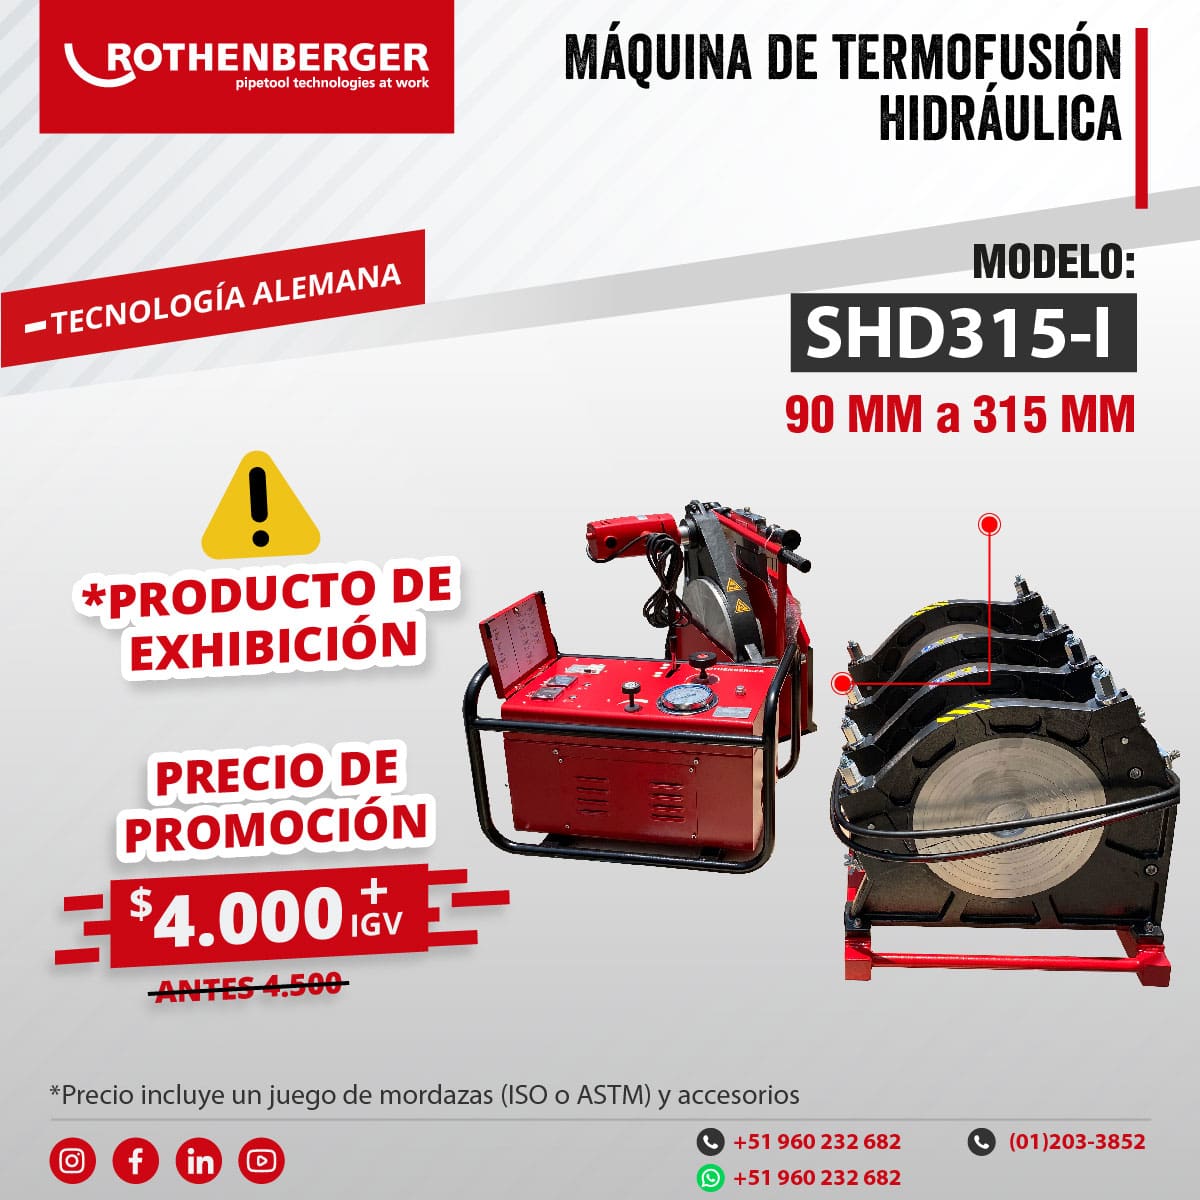 ROTHENBERGER
pipetool technologies at work
MÁQUINA DE TERMOFUSIÓN
HIDRÁULICA
TECNOLOGÍA ALEMANA
MODELO:
SHD315-I
90 MM a 315 MM
*PRODUCTO DE
EXHIBICIÓN
ROTHENBERGER
PRECIO DE
PROMOCIÓN
$4.000 + IGV
ANTES 4.500
*Precio incluye un juego de mordazas (ISO o ASTM) y accesorios
+51 960 232 682
(01)203-3852
+51 960 232 682